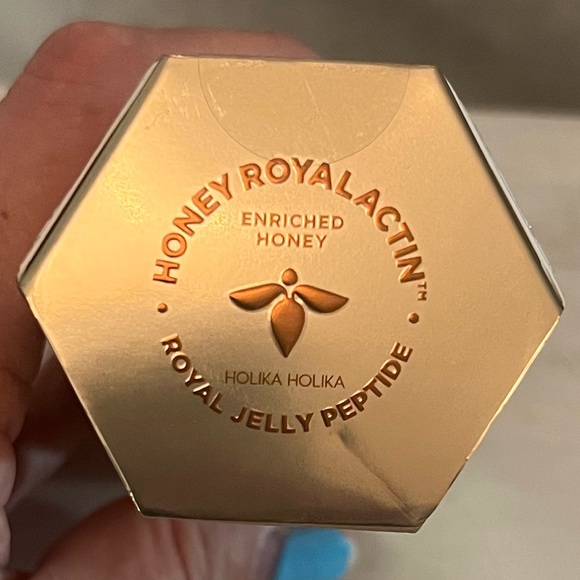 HONEY ROYALACTIN™
ENRICHED
HONEY
HOLIKA HOLIKA
ROYAL JELLY PEPTIDE